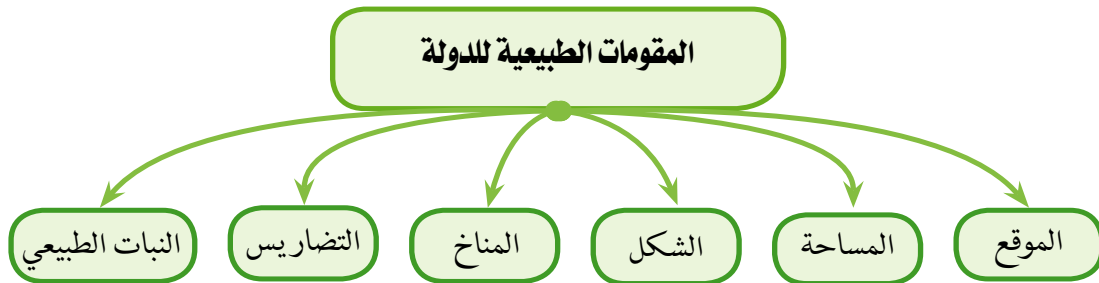 المقومات الطبيعية للدولة
الموقع
المساحة
الشكل
المناخ
التضاريس
النبات الطبيعي